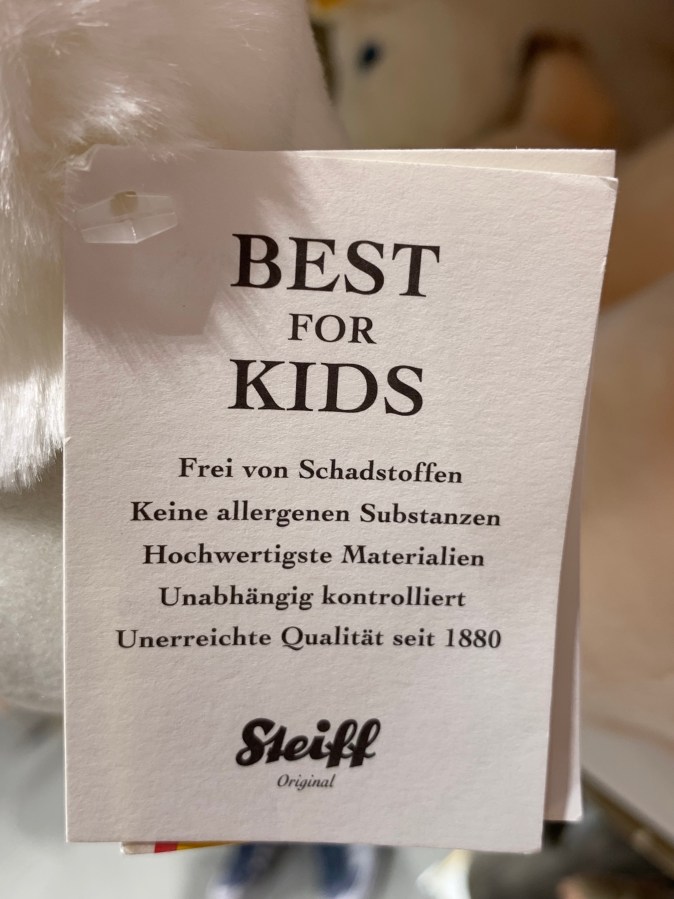 BEST
FOR
KIDS
Frei von Schadstoffen
Keine allergenen Substanzen
Hochwertigste Materialien
Unabhängig kontrolliert
Unerreichte Qualität seit 1880
Steiff
Original